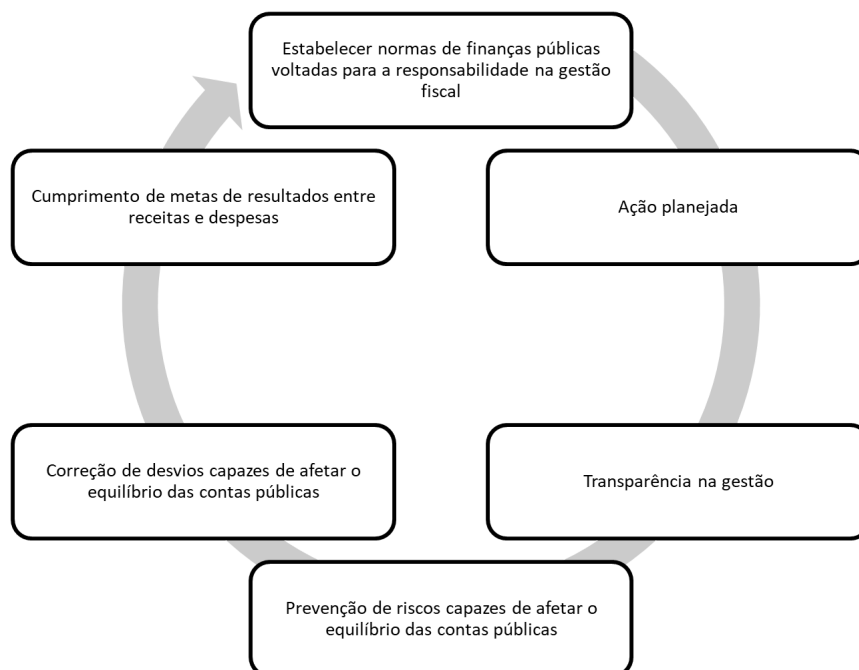 Estabelecer normas de finanças públicas
voltadas para a responsabilidade na gestão
fiscal
Ação planejada
Transparência na gestão
Prevenção de riscos capazes de afetar o
equilíbrio das contas públicas
Correção de desvios capazes de afetar o
equilíbrio das contas públicas
Cumprimento de metas de resultados entre
receitas e despesas